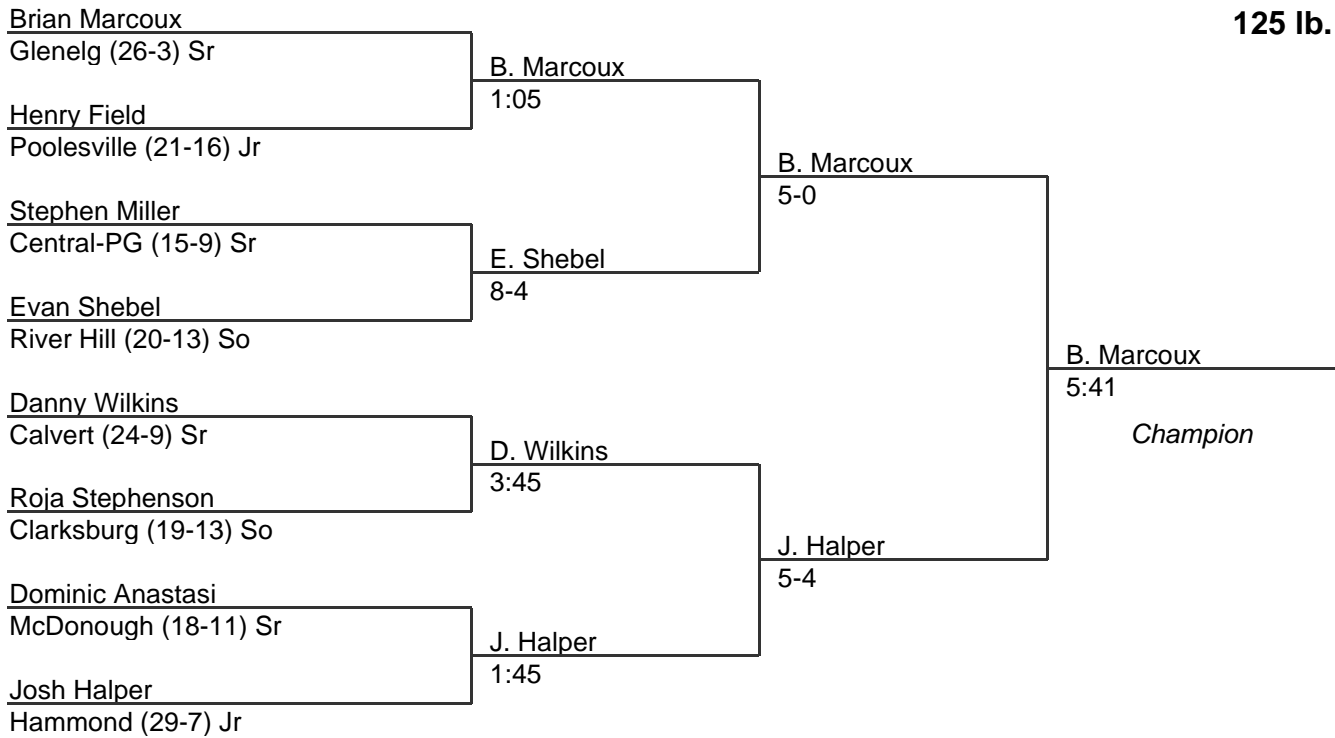 125 lb.
Brian Marcoux
Glenelg (26-3) Sr
B. Marcoux
1:05
Henry Field
Poolesville (21-16) Jr
B. Marcoux
5-0
Stephen Miller
Central-PG (15-9) Sr
E. Shebel
8-4
Evan Shebel
River Hill (20-13) So
B. Marcoux
5:41
Champion
Danny Wilkins
Calvert (24-9) Sr
D. Wilkins
3:45
Roja Stephenson
Clarksburg (19-13) So
J. Halper
5-4
Dominic Anastasi
McDonough (18-11) Sr
J. Halper
1:45
Josh Halper
Hammond (29-7) Jr